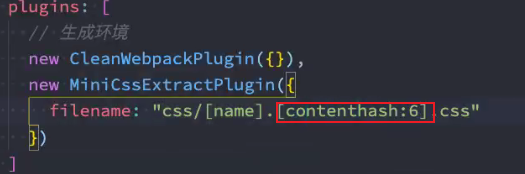 plugins: [
// 生成环境
new CleanWebpackPlugin({}),
new MiniCssExtractPlugin({
filename: "css/[name].[contenthash:6].css"
})
]